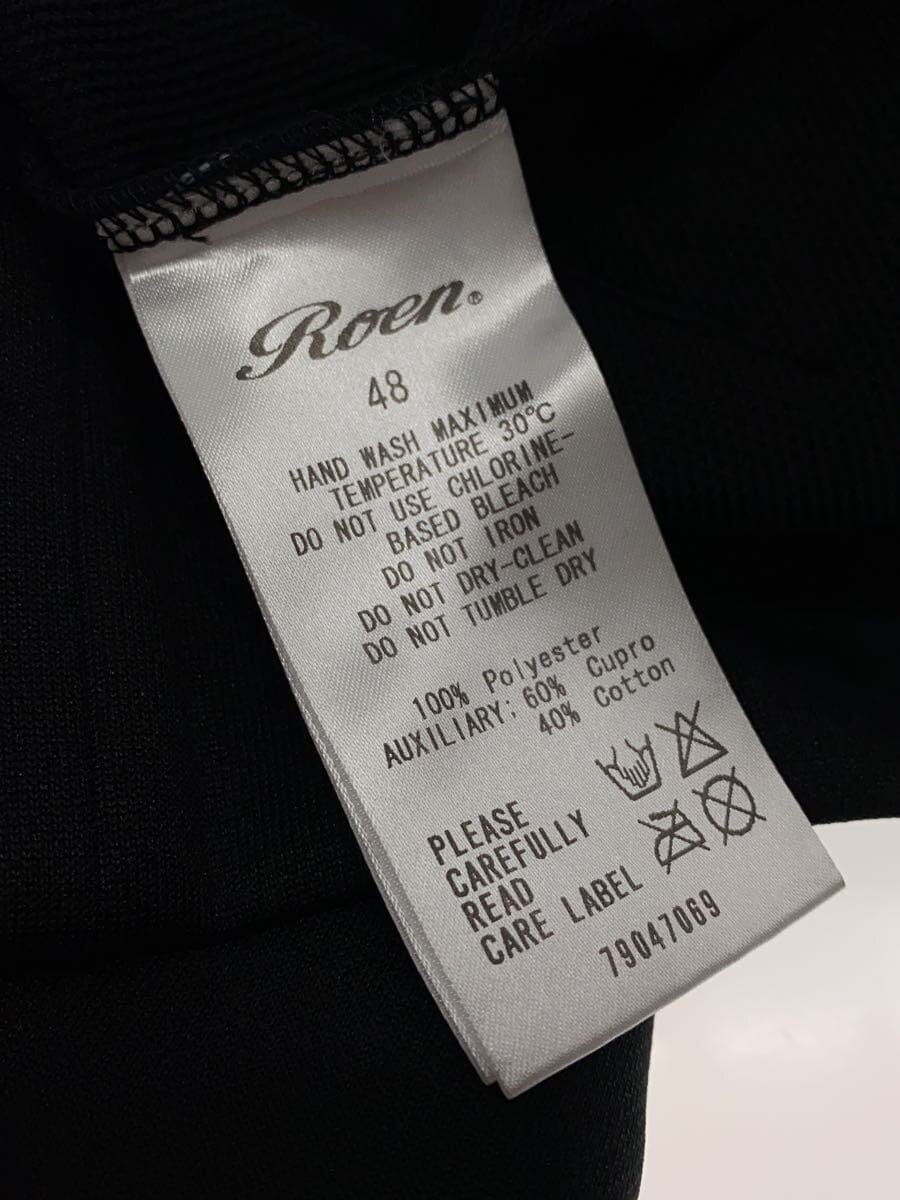 Roen®
48
HAND WASH MAXIMUM
TEMPERATURE 30℃
DO NOT USE CHLORINE-
BASED BLEACH
DO NOT IRON
DO NOT DRY-CLEAN
DO NOT TUMBLE DRY
100% Polyester
AUXILIARY: 60% Cupro
40% Cotton
PLEASE
CAREFULLY
READ
CARE LABEL
79047069